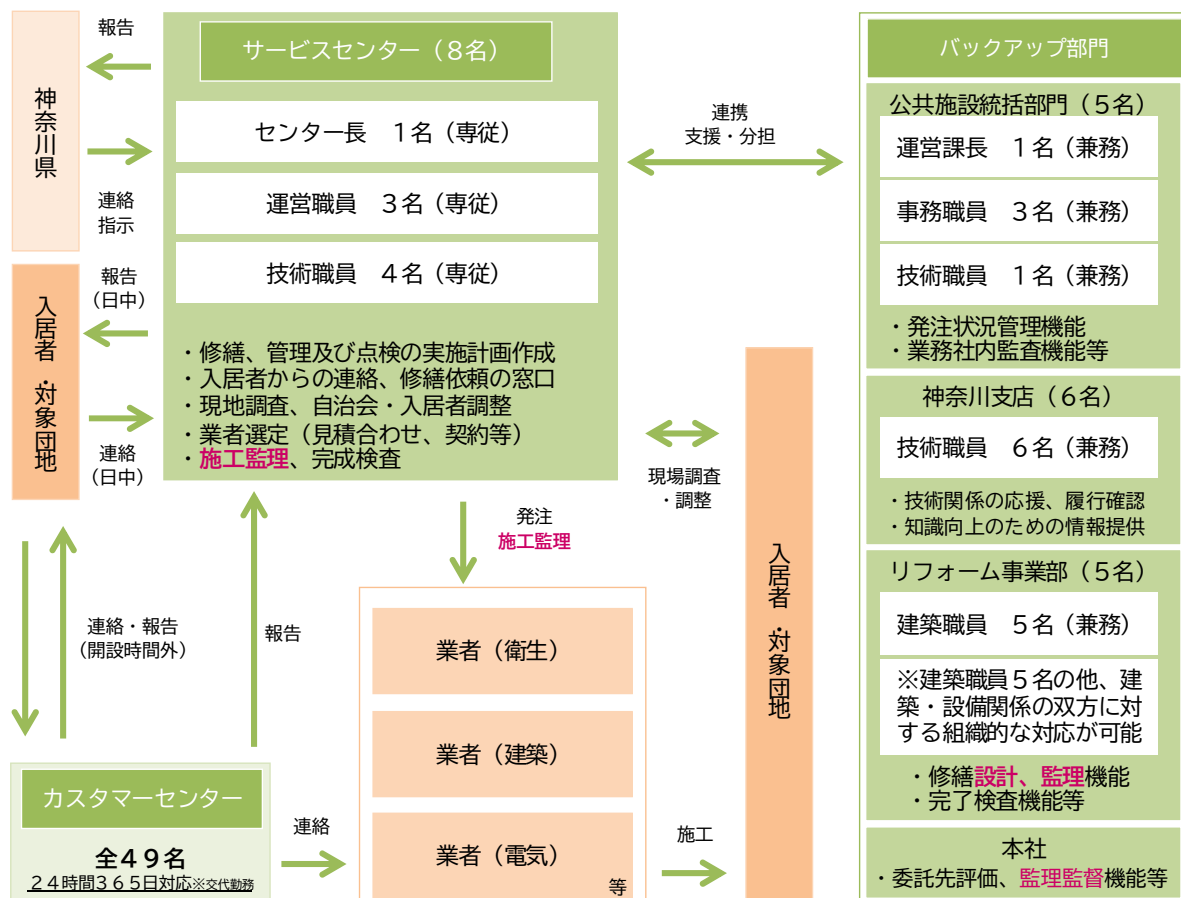 神奈川県
報告
連絡
指示
サービスセンター（８名）
センター長　１名（専従）
運営職員　３名（専従）
技術職員　４名（専従）
・修繕、管理及び点検の実施計画作成
・入居者からの連絡、修繕依頼の窓口
・現地調査、自治会・入居者調整
・業者選定（見積合わせ、契約等）
・施工監理、完成検査
入居者・対象団地
報告
（日中）
連絡
（日中）
連携
支援・分担
現場調査
・調整
発注
施工監理
連絡・報告
（開設時間外）
報告
カスタマーセンター
全４９名
２４時間３６５日対応※交代勤務
連絡
業者（衛生）
業者（建築）
業者（電気）
等
施工
入居者・対象団地
バックアップ部門
公共施設統括部門（５名）
運営課長　１名（兼務）
事務職員　３名（兼務）
技術職員　１名（兼務）
・発注状況管理機能
・業務社内監査機能等
神奈川支店（６名）
技術職員　６名（兼務）
・技術関係の応援、履行確認
・知識向上のための情報提供
リフォーム事業部（５名）
建築職員　５名（兼務）
※建築職員５名の他、建
築・設備関係の双方に対
する組織的な対応が可能
・修繕設計、監理機能
・完了検査機能等
本社
・委託先評価、監理監督機能等